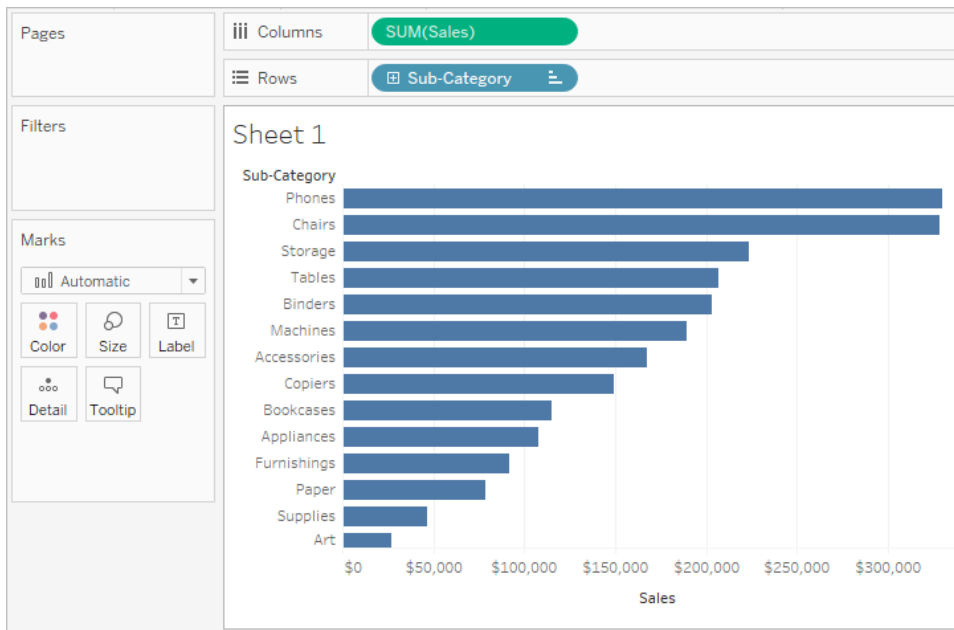 Pages
Columns
SUM(Sales)
Rows
Sub-Category
Filters
Marks
Automatic
Color
Size
T
Label
Detail
Tooltip
Sheet 1
Sub-Category
Phones
Chairs
Storage
Tables
Binders
Machines
Accessories
Copiers
Bookcases
Appliances
Furnishings
Paper
Supplies
Art
$0 $50,000 $100,000 $150,000 $200,000 $250,000 $300,000
Sales